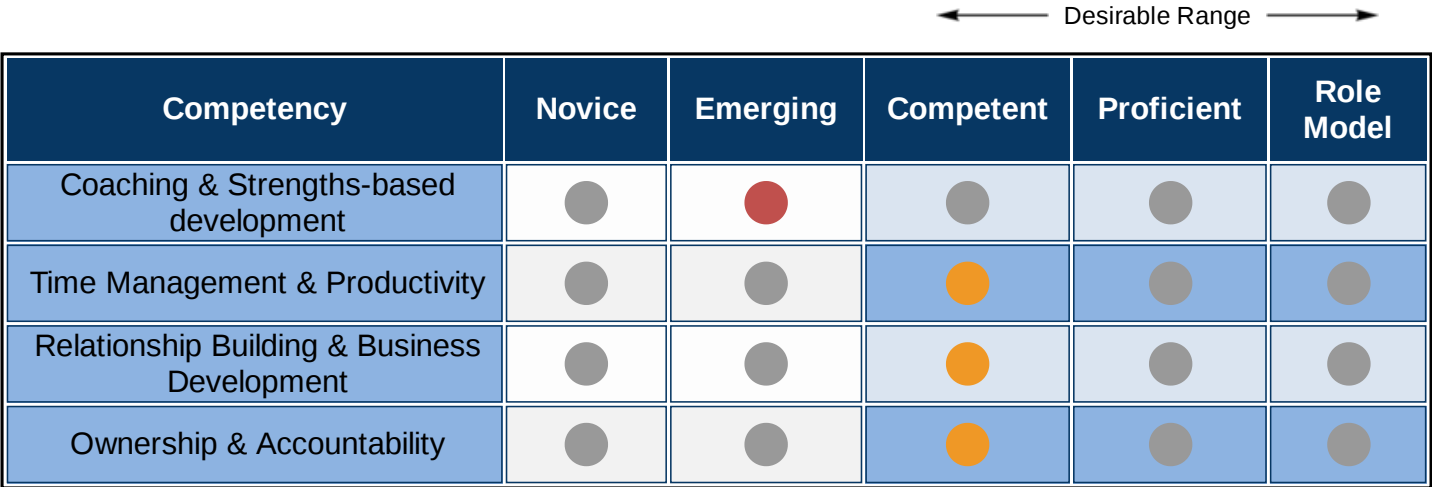 Desirable Range
Competency
Novice
Emerging
Competent
Proficient
Role
Model
Coaching & Strengths-based
development
Time Management & Productivity
Relationship Building & Business
Development
Ownership & Accountability